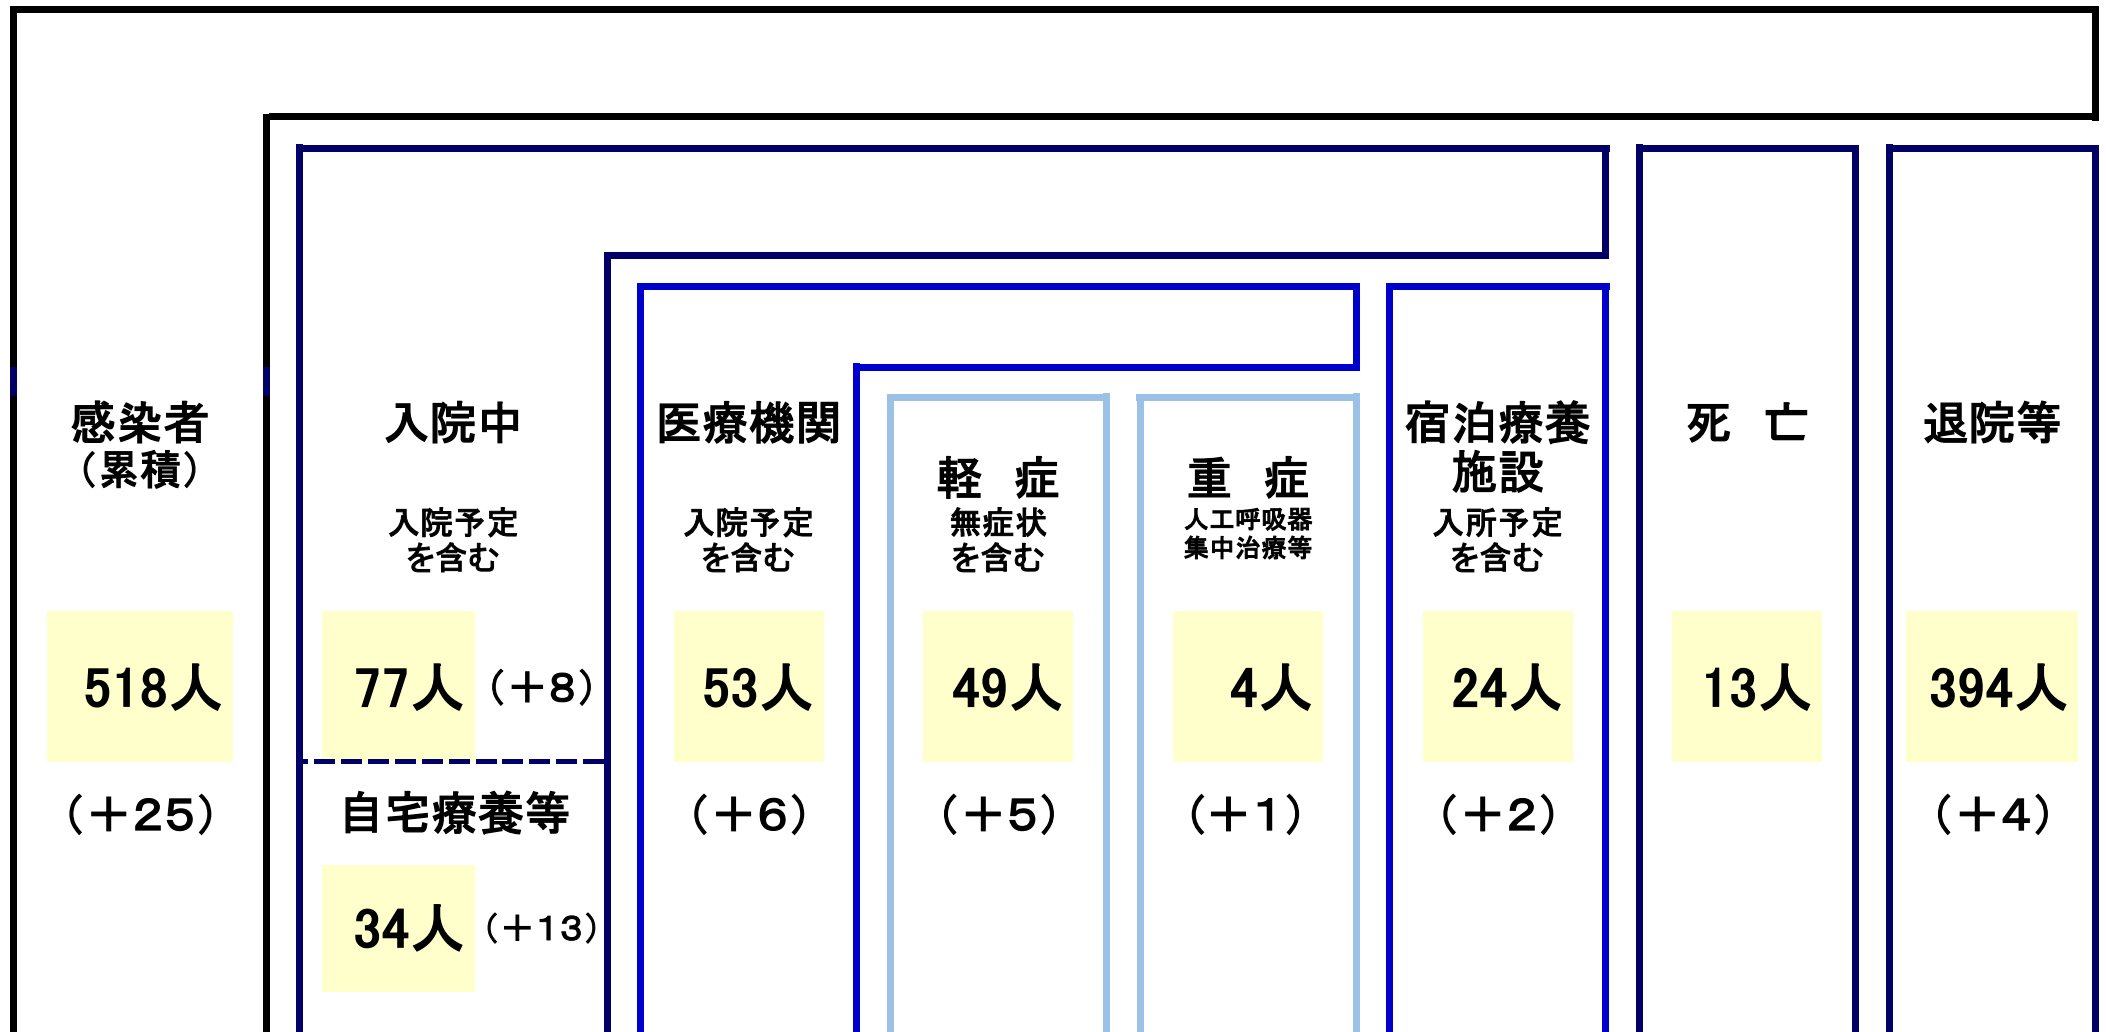 感染者
（累積）
518人
（＋25）
入院中
入院予定
を含む
77人（＋8）
自宅療養等
34人（＋13）
医療機関
入院予定
を含む
53人
（＋6）
軽　症
無症状
を含む
49人
（＋5）
重　症
人工呼吸器
集中治療等
4人
（＋1）
宿泊療養
施設
入所予定
を含む
24人
（＋2）
死　亡
13人
退院等
394人
（＋4）